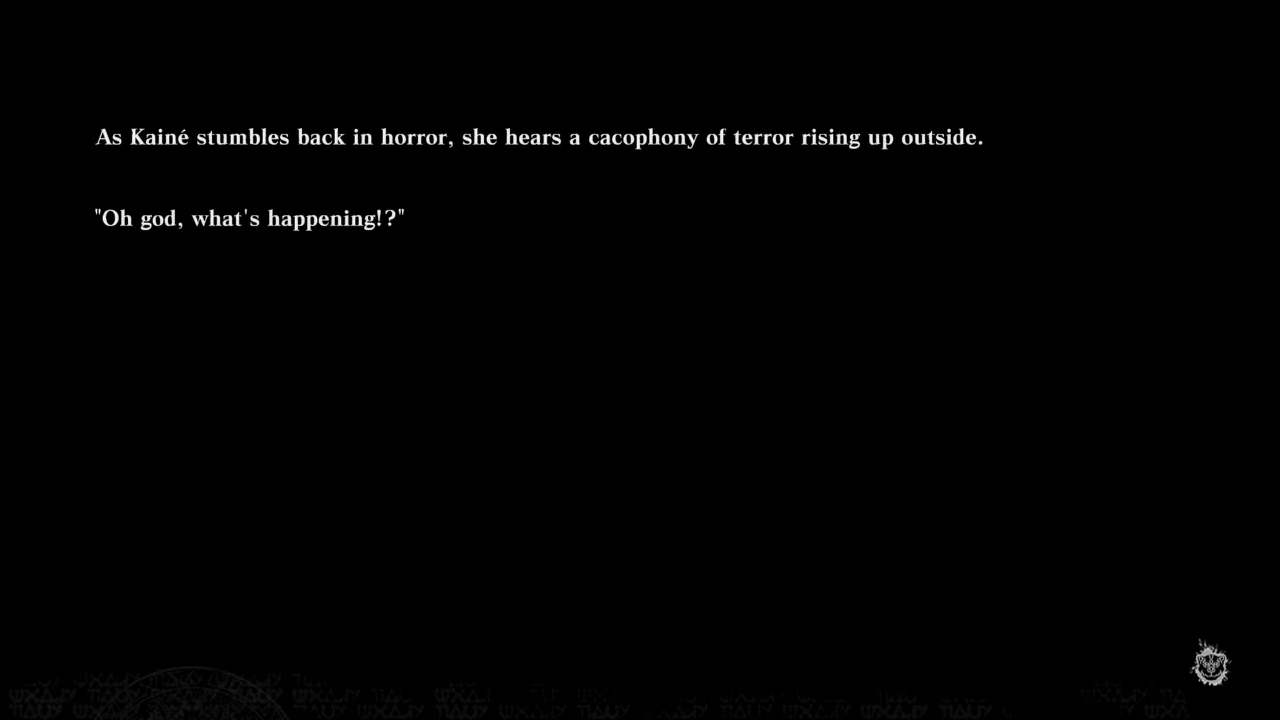 As Kainé stumbles back in horror, she hears a cacophony of terror rising up outside.
"Oh god, what's happening!?"